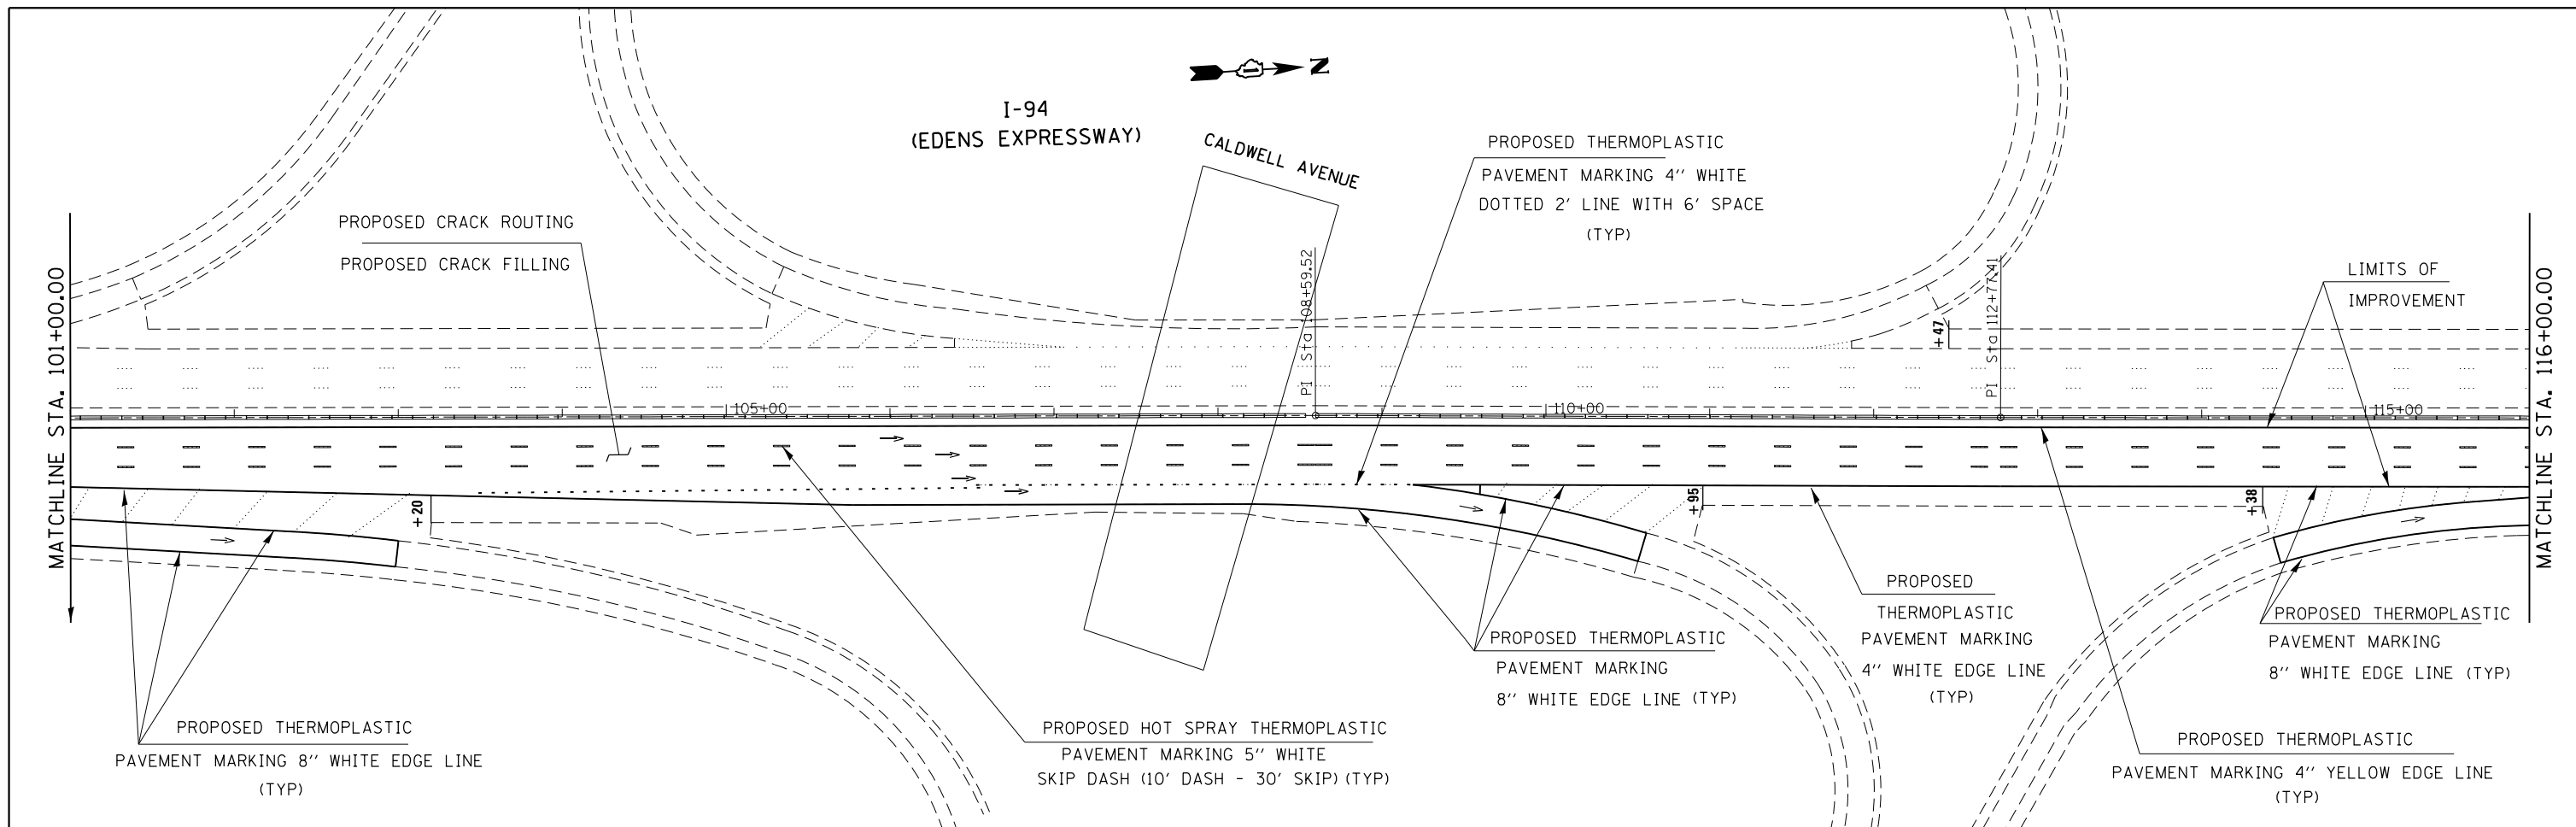 N
I-94
(EDENS EXPRESSWAY)
CALDWELL AVENUE
PROPOSED THERMOPLASTIC
PAVEMENT MARKING 4'' WHITE
DOTTED 2' LINE WITH 6' SPACE
(TYP)
PROPOSED CRACK ROUTING
PROPOSED CRACK FILLING
LIMITS OF
IMPROVEMENT
MATCHLINE STA. 101+00.00
PI Sta 108+59.52
PI Sta 112+77.41
+47
MATCHLINE STA. 116+00.00
105+00
110+00
115+00
+20
+95
+38
PROPOSED THERMOPLASTIC
PAVEMENT MARKING 8'' WHITE EDGE LINE
(TYP)
PROPOSED HOT SPRAY THERMOPLASTIC
PAVEMENT MARKING 5'' WHITE
SKIP DASH (10' DASH - 30' SKIP) (TYP)
PROPOSED THERMOPLASTIC
PAVEMENT MARKING
8'' WHITE EDGE LINE (TYP)
PROPOSED
THERMOPLASTIC
PAVEMENT MARKING
4'' WHITE EDGE LINE
(TYP)
PROPOSED THERMOPLASTIC
PAVEMENT MARKING
8'' WHITE EDGE LINE (TYP)
PROPOSED THERMOPLASTIC
PAVEMENT MARKING 4'' YELLOW EDGE LINE
(TYP)